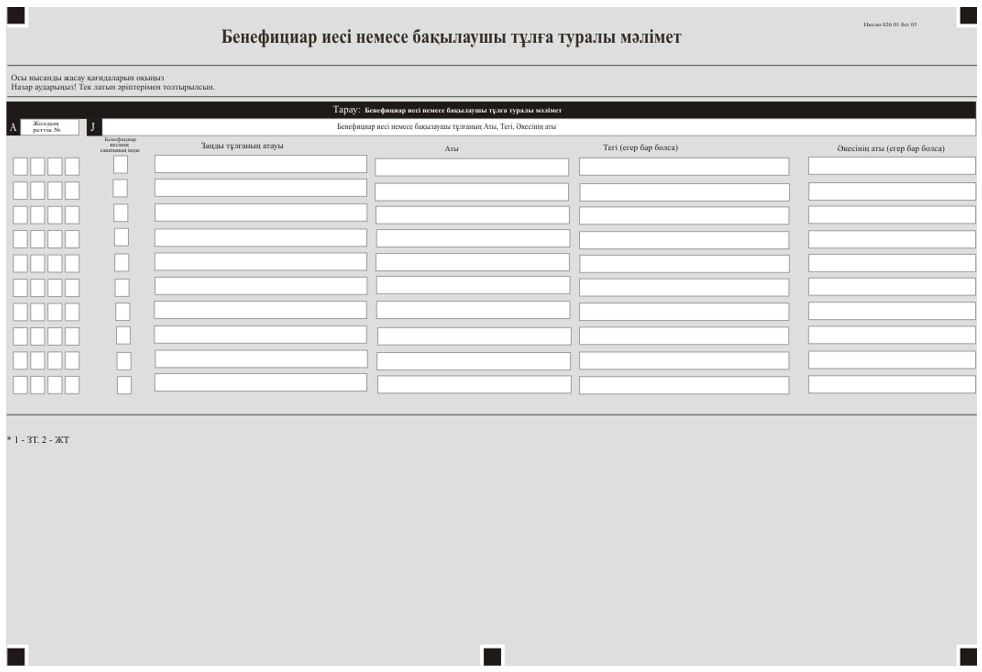 Нысан 026.01 бет 05
Бенефициар иесі немесе бақылаушы тұлға туралы мәлімет
Осы нысанды жасау қағидаларын оқыңыз
Назар аударыңыз! Тек латын әріптерімен толтырылсын.
Тарау: Бенефициар иесі немесе бақылаушы тұлға туралы мәлімет
A Жолдың J Бенефициар иесі немесе бақылаушы тұлғаның Аты, Тегі, Әкесінің аты
реттік №
Бенефициар
иесінің
санатының коды
Заңды тұлғаның атауы Аты Тегі (егер бар болса) Әкесінің аты (егер бар болса)
* 1 - ЗТ. 2 - ЖТ